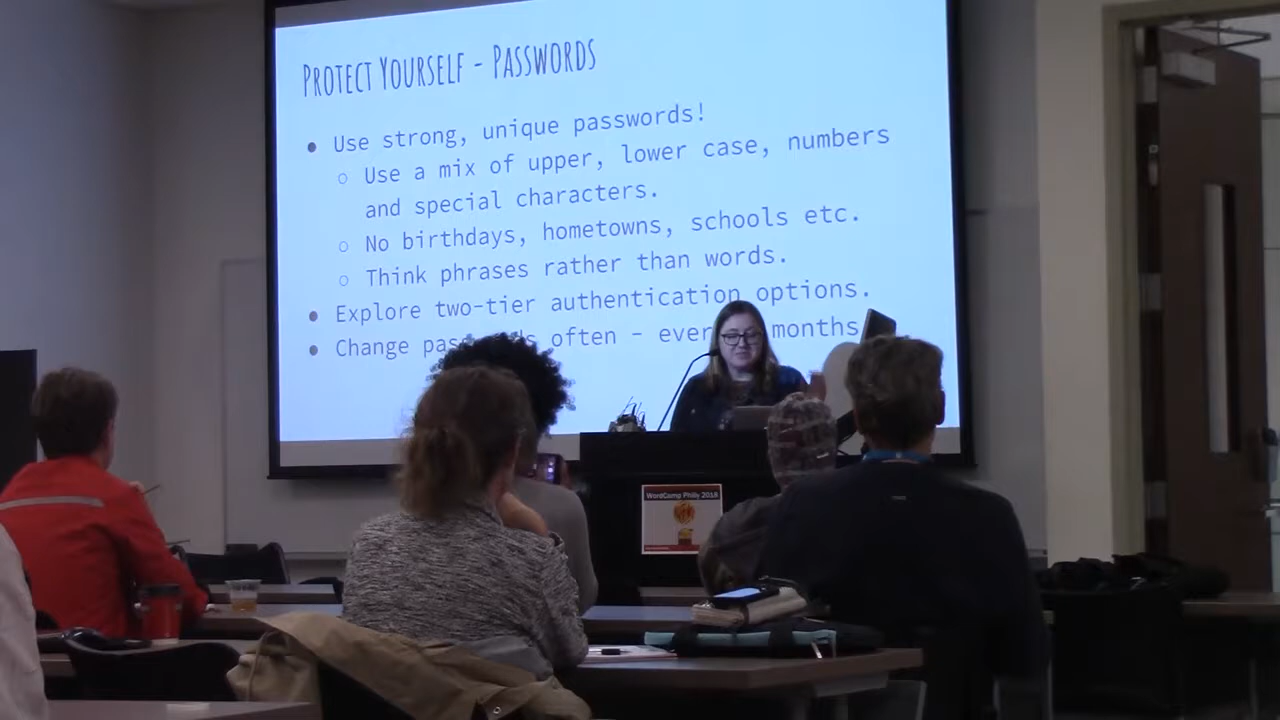 PROTECT YOURSELF - PASSWORDS
• Use strong, unique passwords!
○ Use a mix of upper, lower case, numbers
and special characters.
○ No birthdays, hometowns, schools etc.
○ Think phrases rather than words.
• Explore two-tier authentication options.
• Change often - months
WordCamp Philly 2018